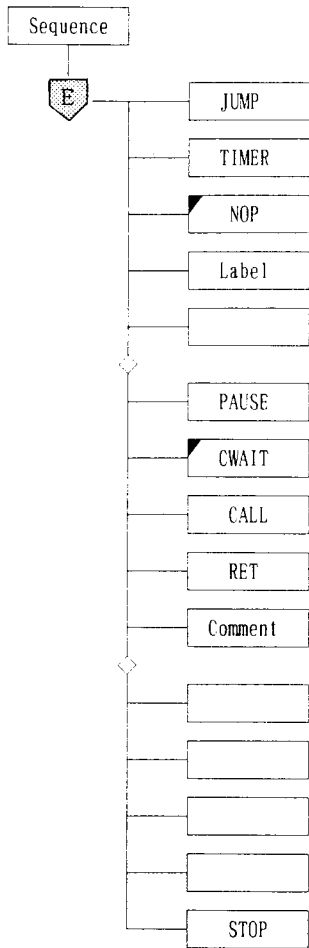 Sequence
E
JUMP
TIMER
NOP
Label
PAUSE
CWAIT
CALL
RET
Comment
STOP